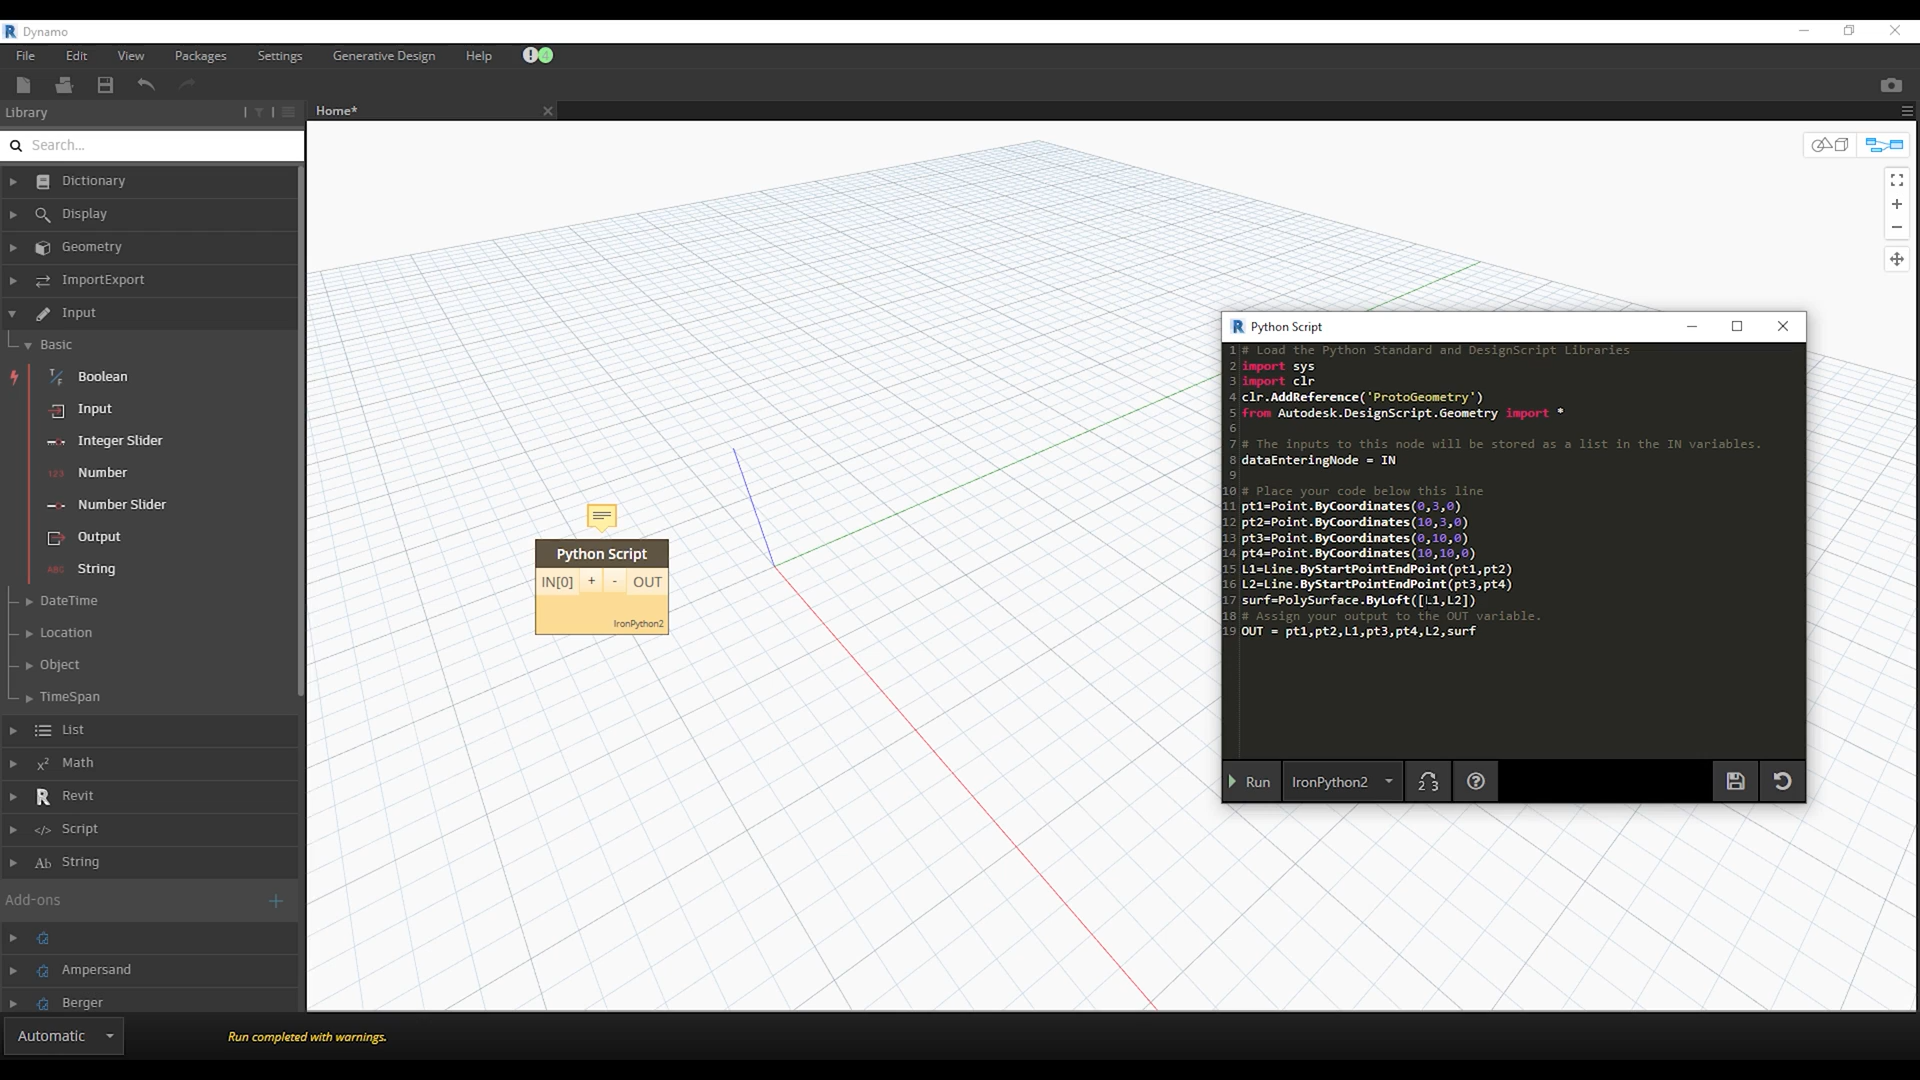 Dynamo
File Edit View Packages Settings Generative Design Help
Library
Home*
Search...
Dictionary
Display
Geometry
ImportExport
Input
Basic
Boolean
Input
Integer Slider
Number
Number Slider
Output
String
DateTime
Location
Object
TimeSpan
List
Math
Revit
Script
String
Add-ons
Ampersand
Berger
Automatic
Run completed with warnings.
Python Script
IN[0] + - OUT
IronPython2
Python Script
1 # Load the Python Standard and DesignScript Libraries
2 import sys
3 import clr
4 clr.AddReference('ProtoGeometry')
5 from Autodesk.DesignScript.Geometry import *
6
7 # The inputs to this node will be stored as a list in the IN variables.
8 dataEnteringNode = IN
9
10 # Place your code below this line
11 pt1=Point.ByCoordinates(0,3,0)
12 pt2=Point.ByCoordinates(10,3,0)
13 pt3=Point.ByCoordinates(0,10,0)
14 pt4=Point.ByCoordinates(10,10,0)
15 L1=Line.ByStartPointEndPoint(pt1,pt2)
16 L2=Line.ByStartPointEndPoint(pt3,pt4)
17 surf=PolySurface.ByLoft([L1,L2])
18 # Assign your output to the OUT variable.
19 OUT = pt1,pt2,L1,pt3,pt4,L2,surf
Run IronPython2 2 3